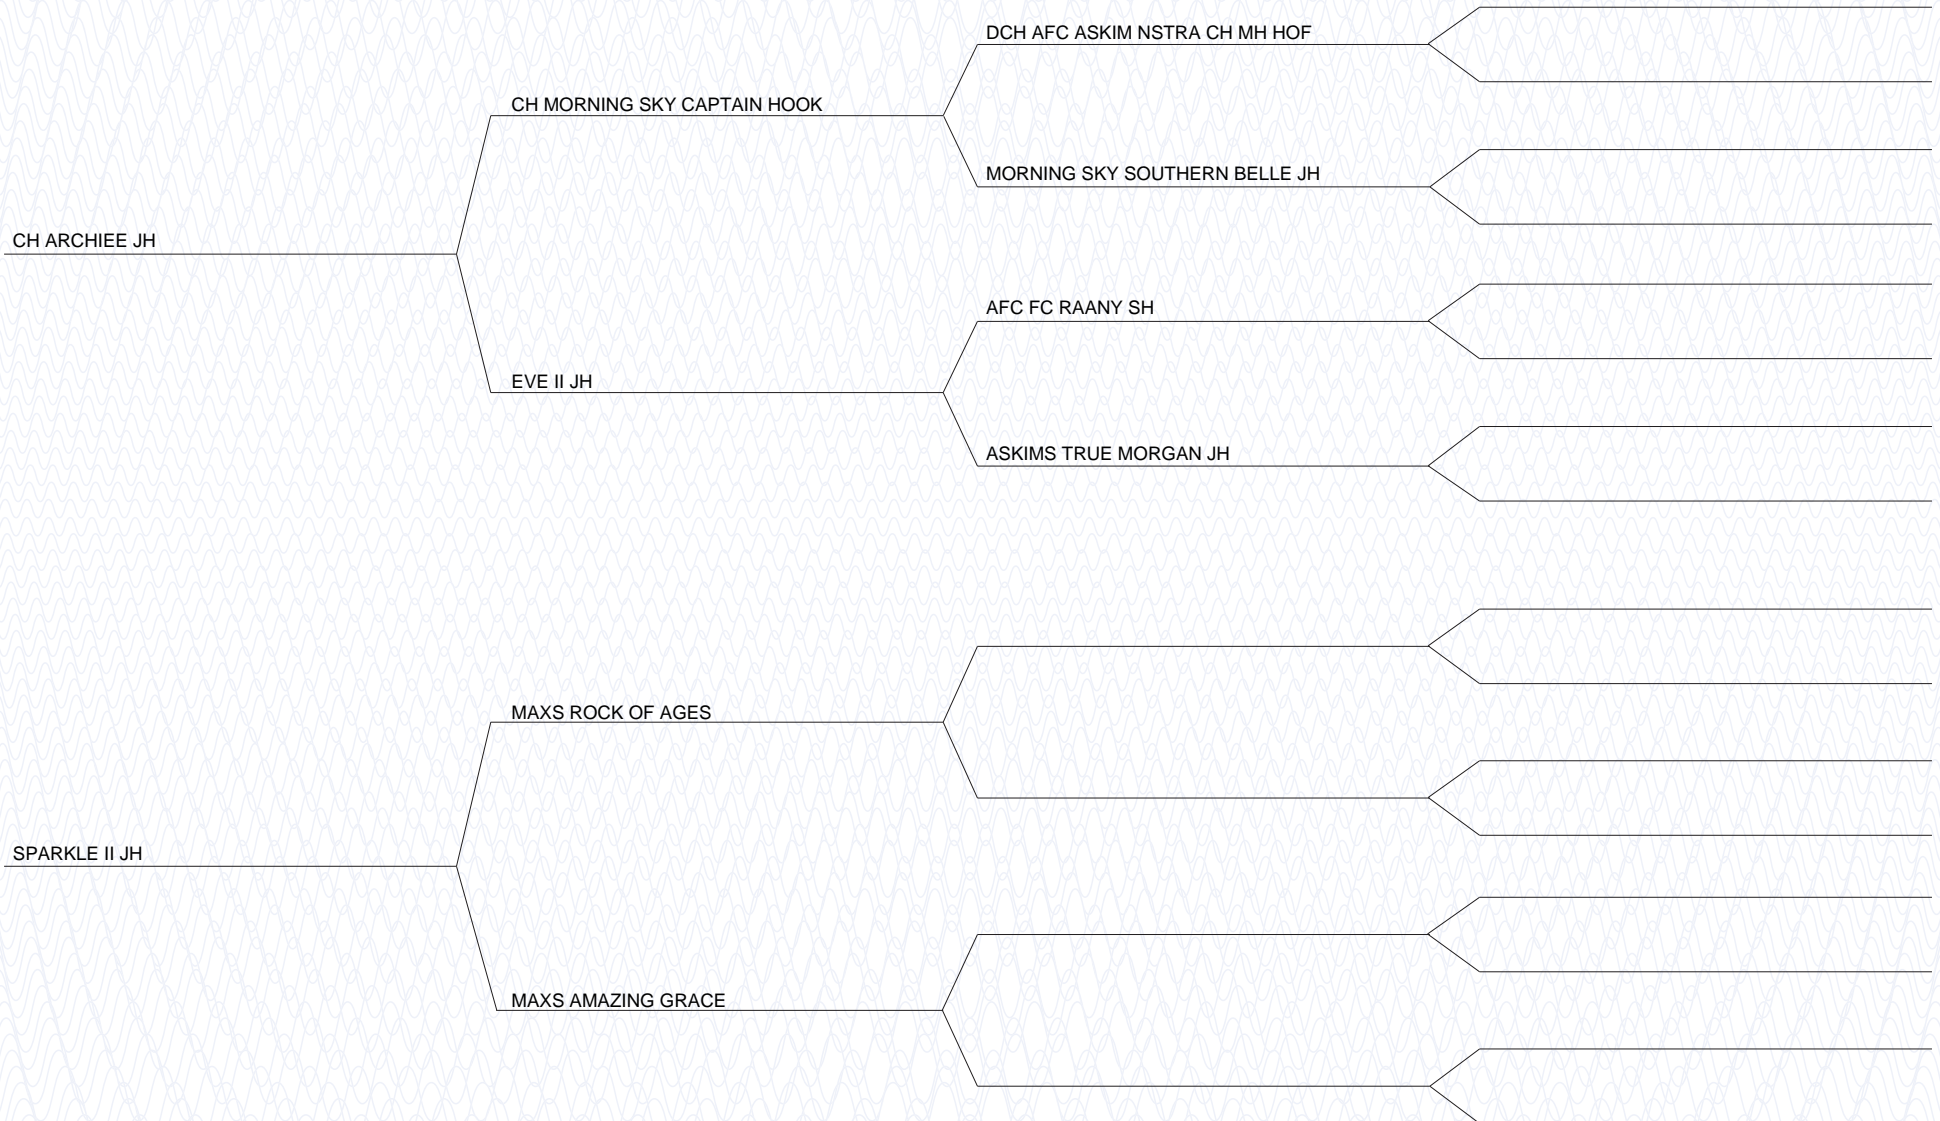 DCH AFC ASKIM NSTRA CH MH HOF
CH MORNING SKY CAPTAIN HOOK
MORNING SKY SOUTHERN BELLE JH
CH ARCHIEE JH
AFC FC RAANY SH
EVE II JH
ASKIMS TRUE MORGAN JH
MAXS ROCK OF AGES
SPARKLE II JH
MAXS AMAZING GRACE